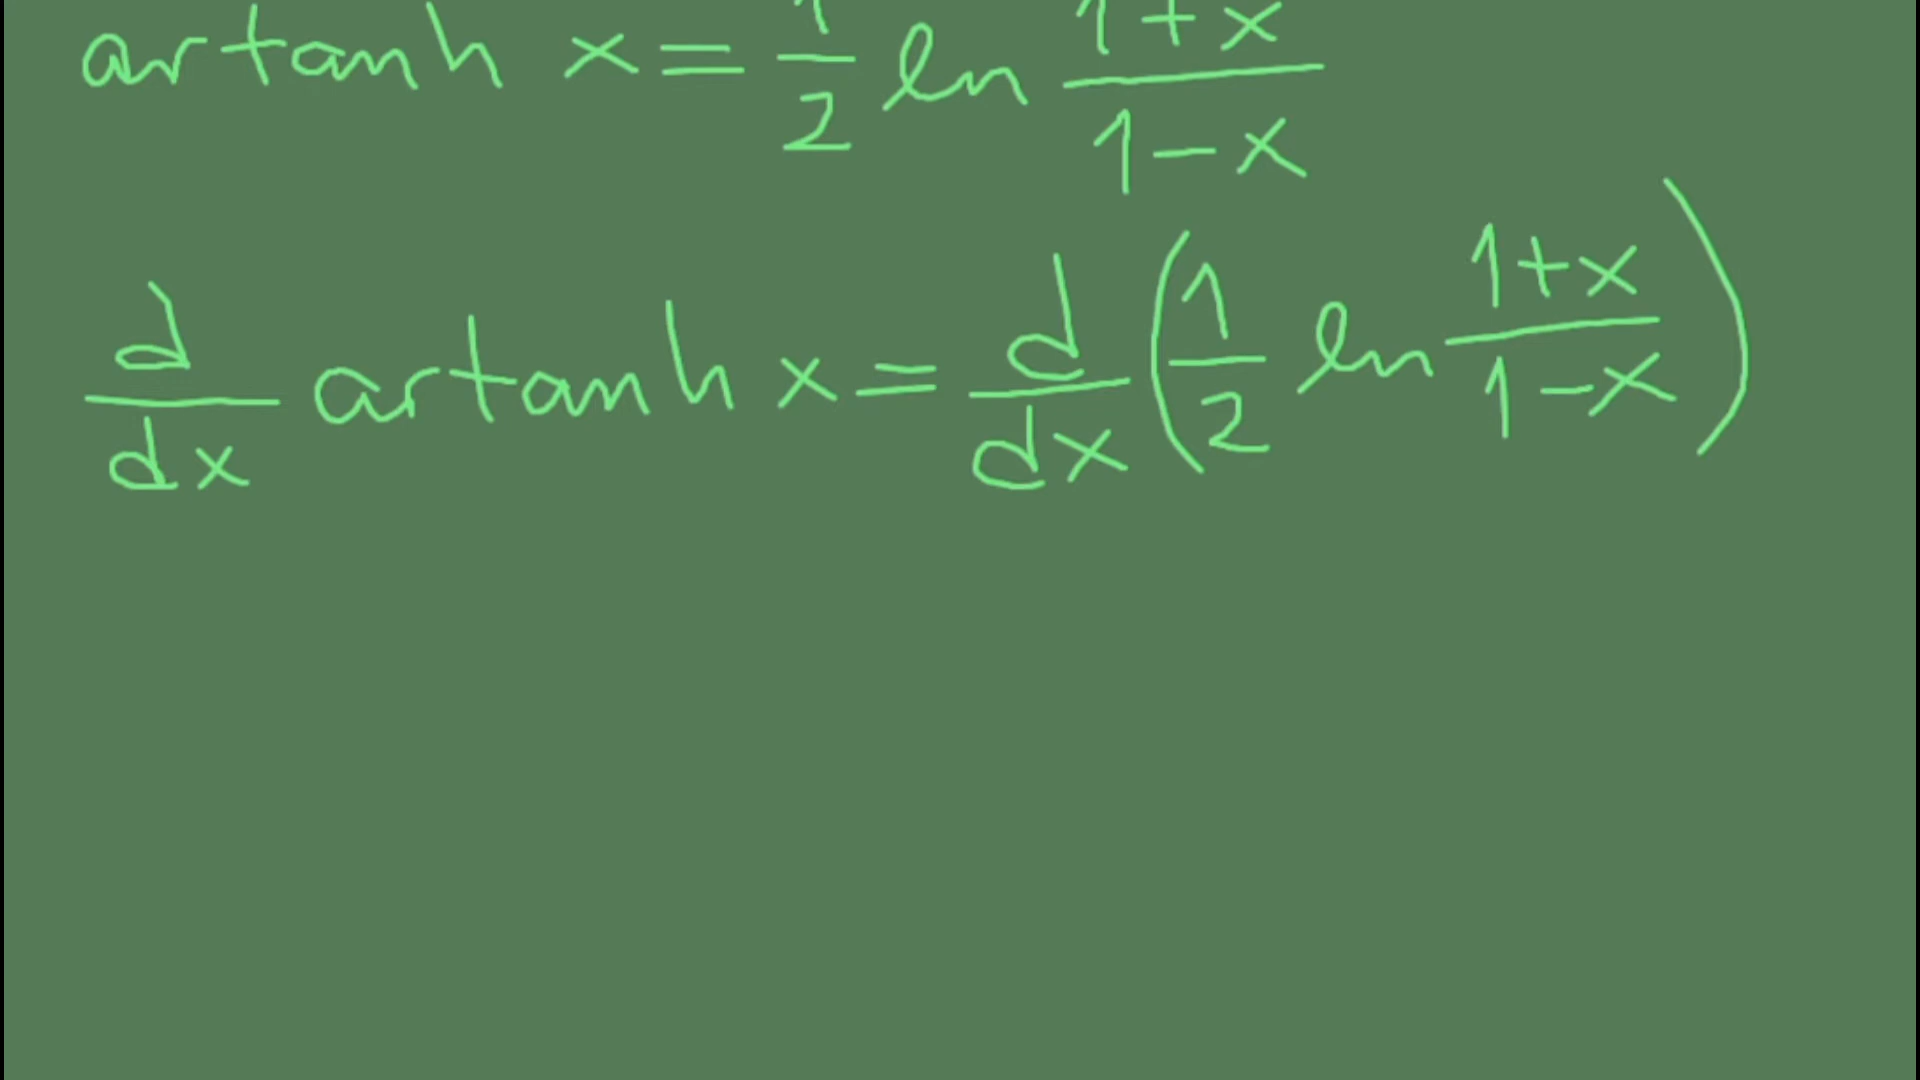 artanh x = 1/2 ln (1+x)/(1-x)
d/dx artanh x = d/dx (1/2 ln (1+x)/(1-x))